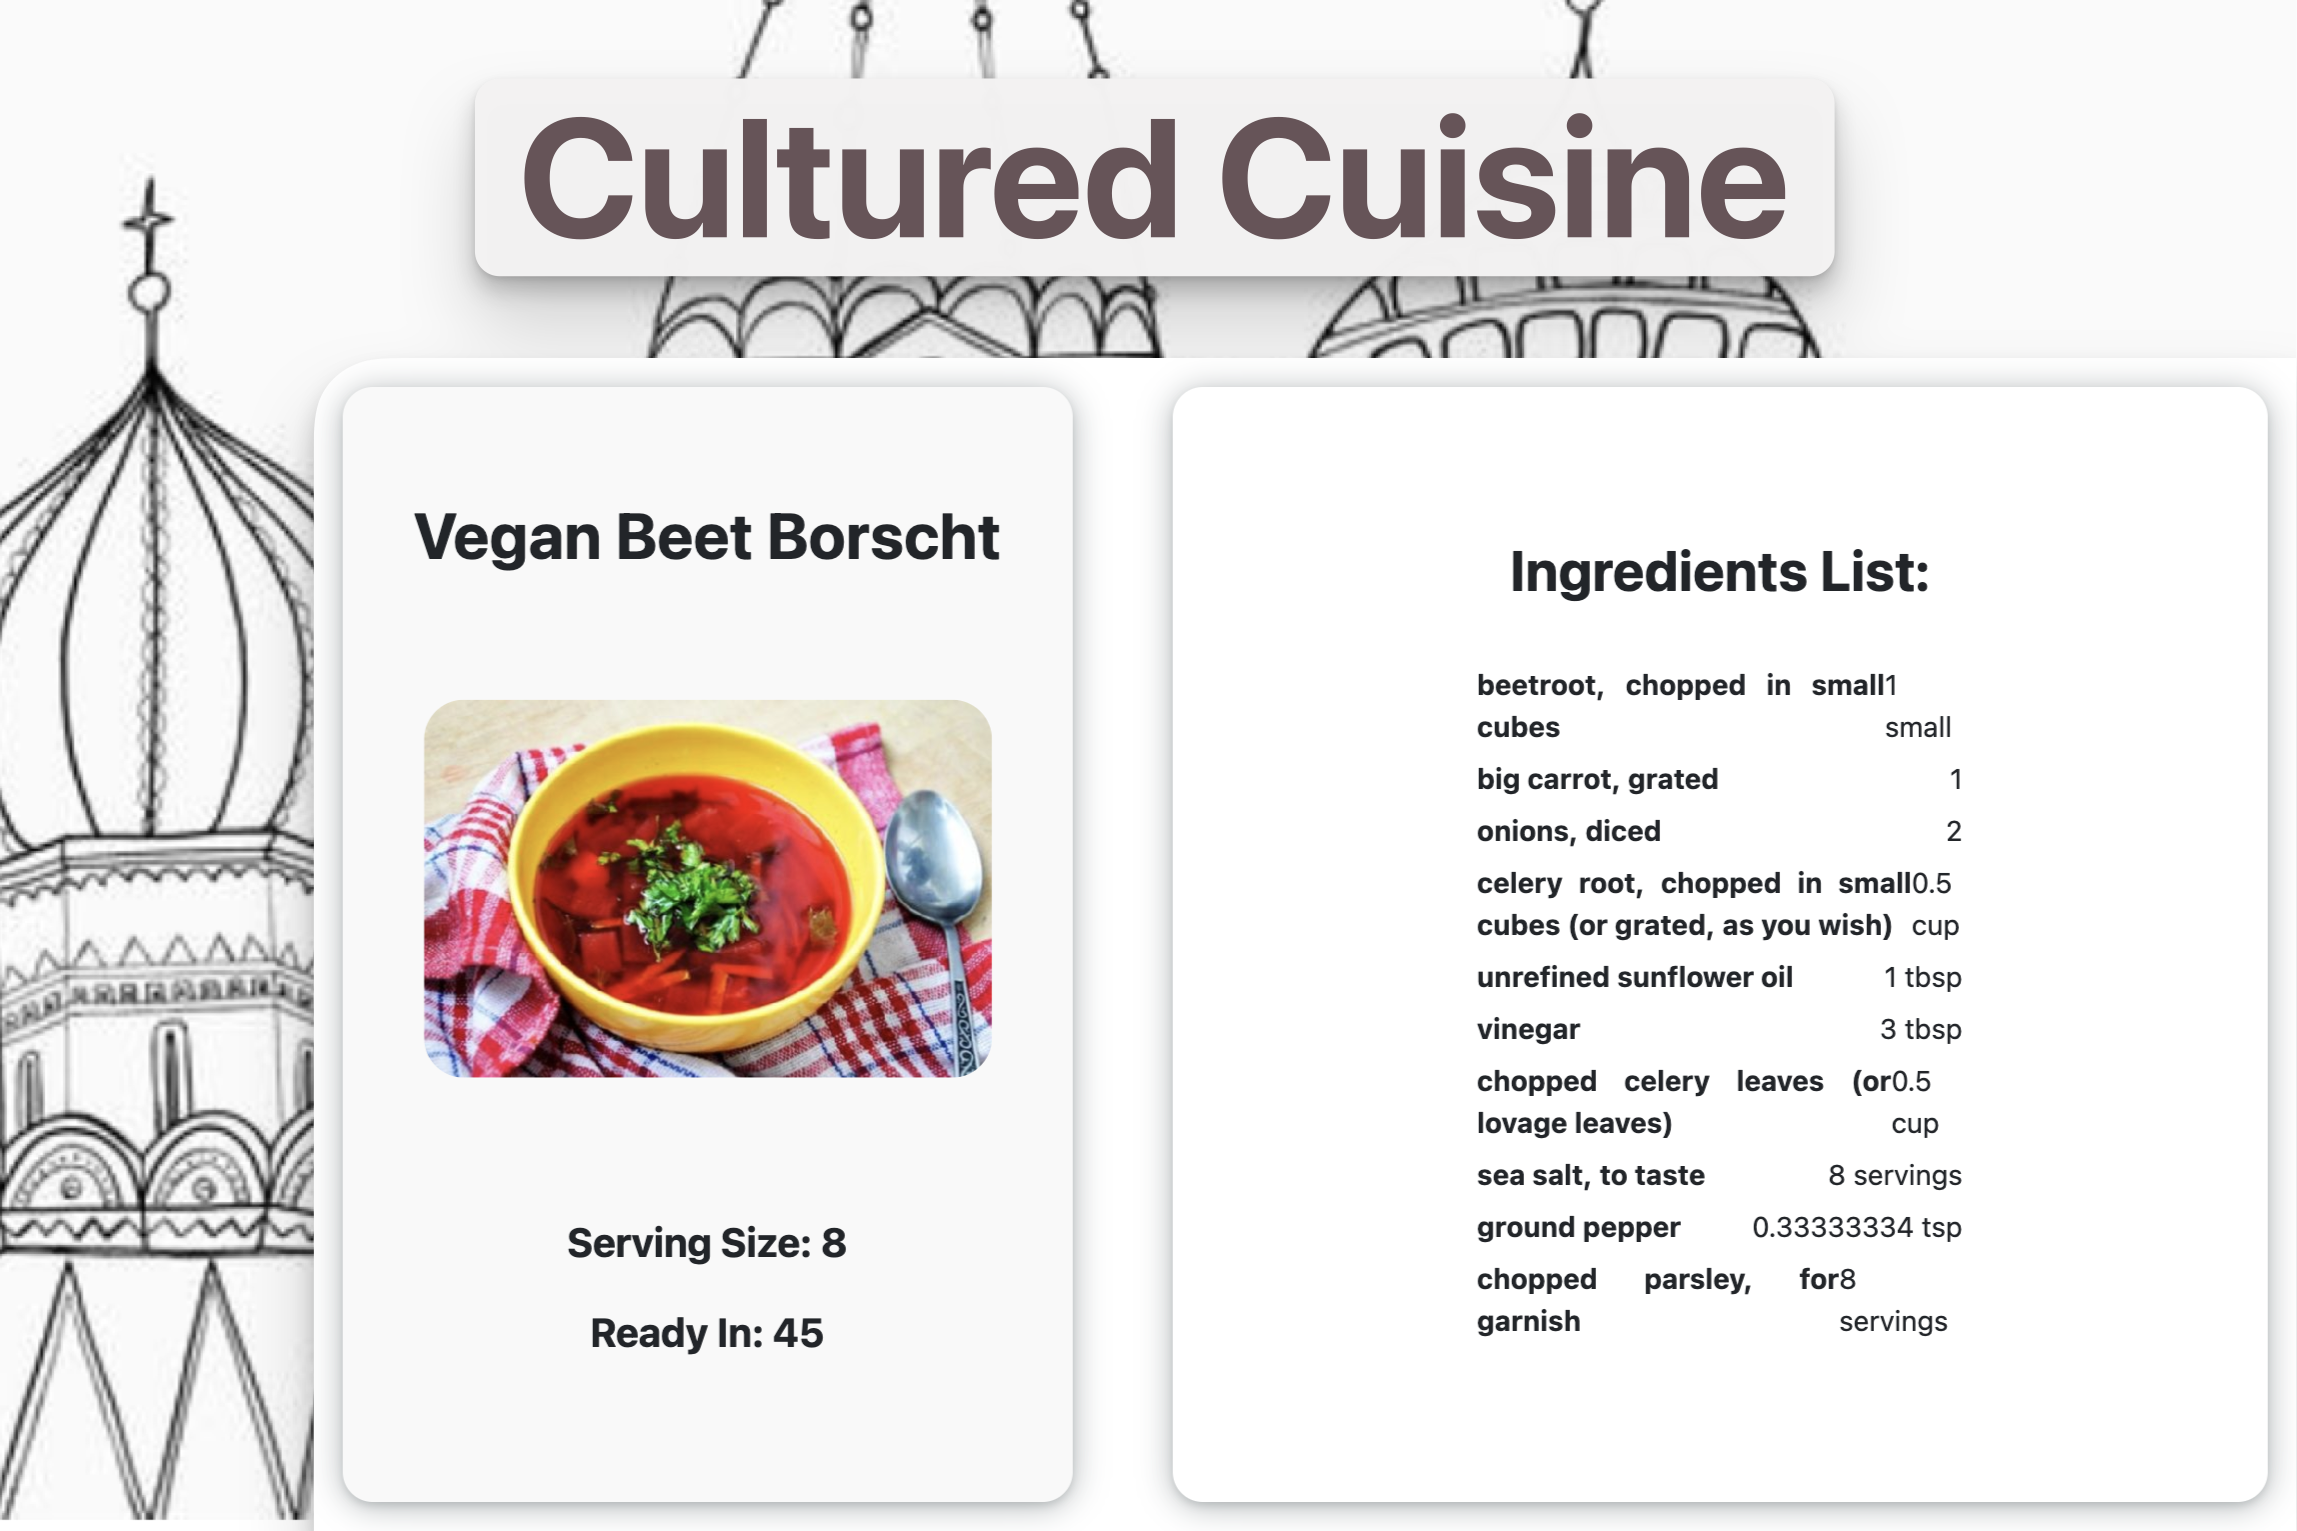 Cultured Cuisine
Vegan Beet Borscht
Serving Size: 8
Ready In: 45
Ingredients List:
beetroot, chopped in small 1
cubes small
big carrot, grated 1
onions, diced 2
celery root, chopped in small 0.5
cubes (or grated, as you wish) cup
unrefined sunflower oil 1 tbsp
vinegar 3 tbsp
chopped celery leaves (or 0.5
lovage leaves) cup
sea salt, to taste 8 servings
ground pepper 0.33333334 tsp
chopped parsley, for 8
garnish servings